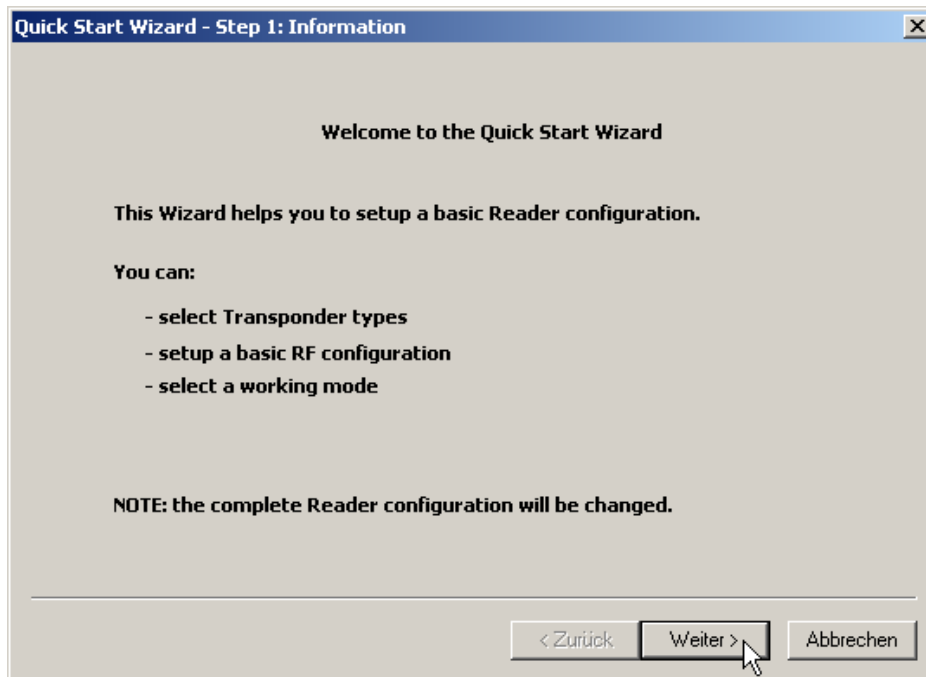 Quick Start Wizard - Step 1: Information
Welcome to the Quick Start Wizard
This Wizard helps you to setup a basic Reader configuration.
You can:
- select Transponder types
- setup a basic RF configuration
- select a working mode
NOTE: the complete Reader configuration will be changed.
< Zurück Weiter > Abbrechen